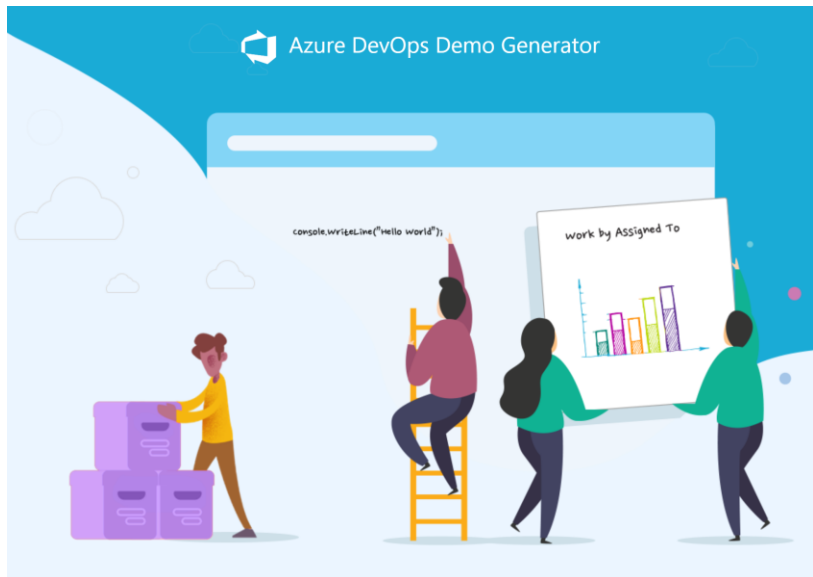 Azure DevOps Demo Generator
console.WriteLine("Hello World");
Work by Assigned To